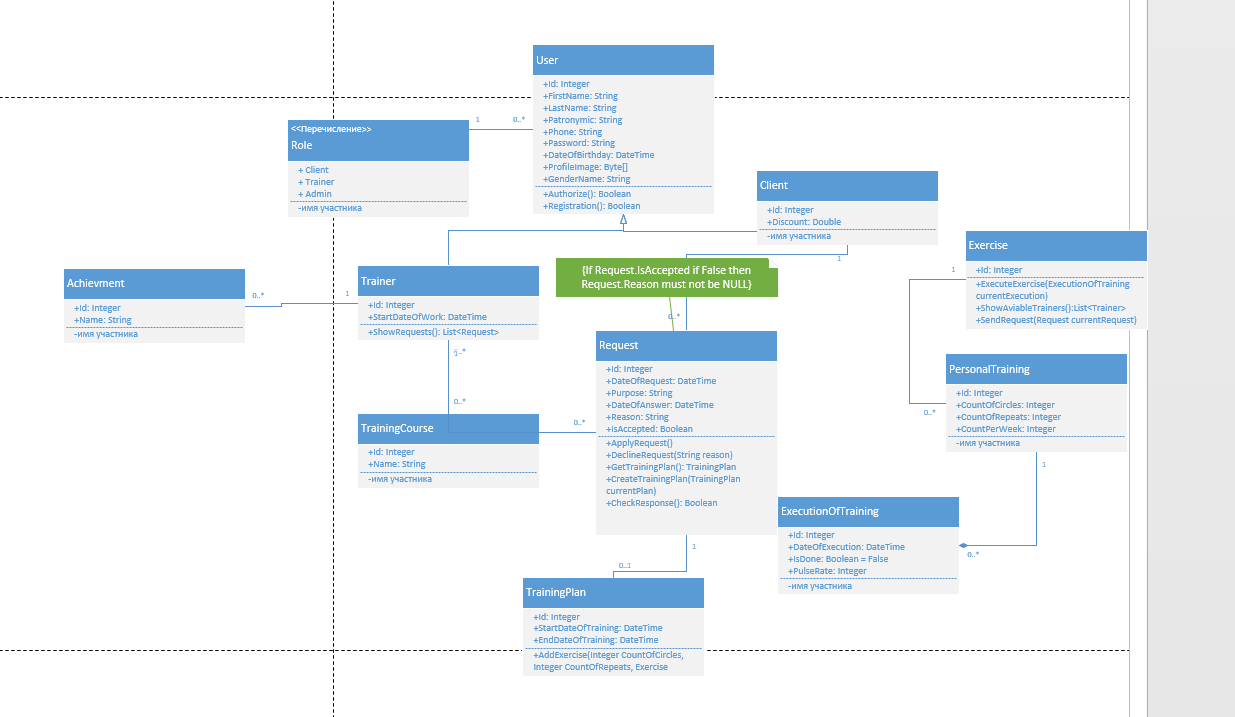 User
+Id: Integer
+FirstName: String
+LastName: String
+Patronymic: String
+Phone: String
+Password: String
+DateOfBirthday: DateTime
+ProfileImage: Byte[]
+GenderName: String
+Authorize(): Boolean
+Registration(): Boolean
1
0..*
<<Перечисление>>
Role
+ Client
+ Trainer
+ Admin
-имя участника
Client
+Id: Integer
+Discount: Double
-имя участника
1
{If Request.IsAccepted if False then
Request.Reason must not be NULL}
0..*
Exercise
+Id: Integer
+ExecuteExercise(ExecutionOfTraining
currentExecution)
+ShowAviableTrainers():List<Trainer>
+SendRequest(Request currentRequest)
1
0..*
Achievment
+Id: Integer
+Name: String
-имя участника
0..*
1
Trainer
+Id: Integer
+StartDateOfWork: DateTime
+ShowRequests(): List<Request>
0..*
TrainingCourse
+Id: Integer
+Name: String
-имя участника
0..*
Request
+Id: Integer
+DateOfRequest: DateTime
+Purpose: String
+DateOfAnswer: DateTime
+Reason: String
+IsAccepted: Boolean
+ApplyRequest()
+DeclineRequest(String reason)
+GetTrainingPlan(): TrainingPlan
+CreateTrainingPlan(TrainingPlan
currentPlan)
+CheckResponse(): Boolean
1
0..1
PersonalTraining
+Id: Integer
+CountOfCircles: Integer
+CountOfRepeats: Integer
+CountPerWeek: Integer
-имя участника
1
0..*
ExecutionOfTraining
+Id: Integer
+DateOfExecution: DateTime
+IsDone: Boolean = False
+PulseRate: Integer
-имя участника
TrainingPlan
+Id: Integer
+StartDateOfTraining: DateTime
+EndDateOfTraining: DateTime
+AddExercise(Integer CountOfCircles,
Integer CountOfRepeats, Exercise